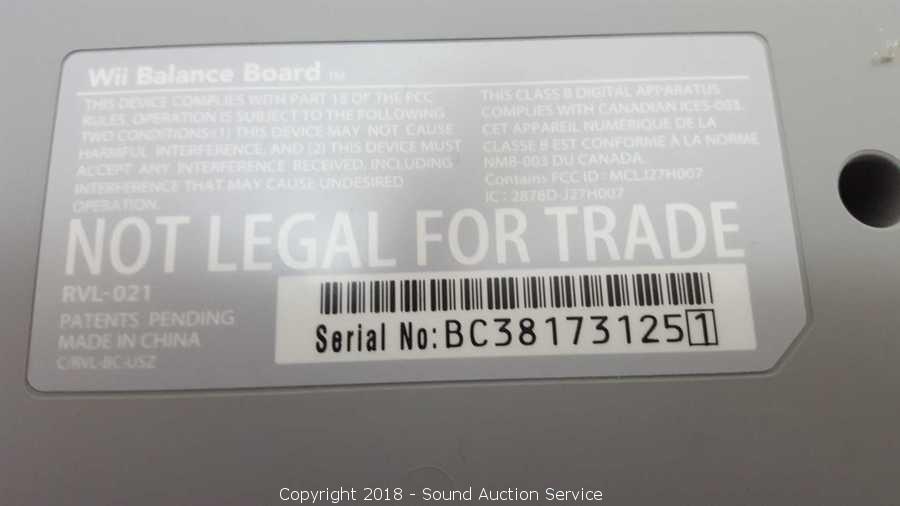 Wii Balance Board TM
THIS DEVICE COMPLIES WITH PART 15 OF THE FCC
RULES, OPERATION IS SUBJECT TO THE FOLLOWING
TWO CONDITIONS:(1) THIS DEVICE MAY NOT CAUSE
HARMFUL INTERFERENCE, AND (2) THIS DEVICE MUST
ACCEPT ANY INTERFERENCE RECEIVED, INCLUDING
INTERFERENCE THAT MAY CAUSE UNDESIRED
OPERATION.
THIS CLASS B DIGITAL APPARATUS
COMPLIES WITH CANADIAN ICES-003.
CET APPAREIL NUMÉRIQUE DE LA
CLASSE B EST CONFORME À LA NORME
NMB-003 DU CANADA.
Contains FCC ID : MCLJ27H007
IC : 2878D-J27H007
NOT LEGAL FOR TRADE
RVL-021
PATENTS PENDING
MADE IN CHINA
C/RVL-BC-USZ
Serial No:BC381731251
Copyright 2018 - Sound Auction Service